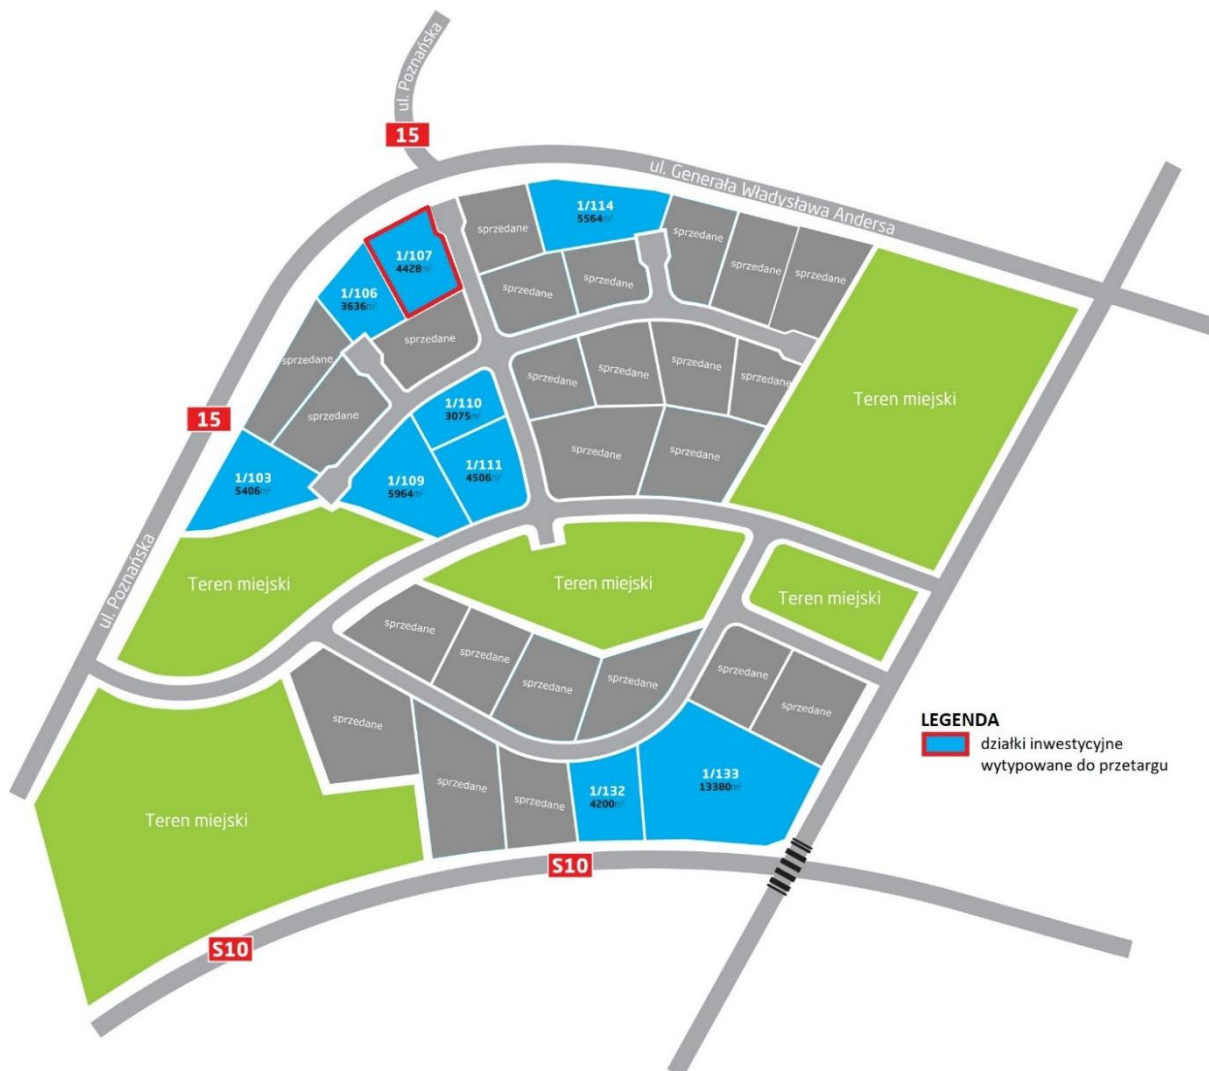 ul. Poznańska
15
ul. Generała Władysława Andersa
1/114
5564m²
sprzedane
sprzedane
sprzedane
sprzedane
1/107
4428m²
sprzedane
sprzedane
1/106
3636m²
sprzedane
sprzedane
sprzedane
sprzedane
sprzedane
sprzedane
sprzedane
Teren miejski
15
sprzedane
1/110
3075m²
sprzedane
sprzedane
1/103
5406m²
1/109
5964m²
1/111
4506m²
ul. Poznańska
Teren miejski
Teren miejski
Teren miejski
sprzedane
sprzedane
sprzedane
sprzedane
sprzedane
sprzedane
sprzedane
LEGENDA
działki inwestycyjne
wytypowane do przetargu
sprzedane
sprzedane
1/132
4200m²
1/133
13380m²
Teren miejski
S10
S10